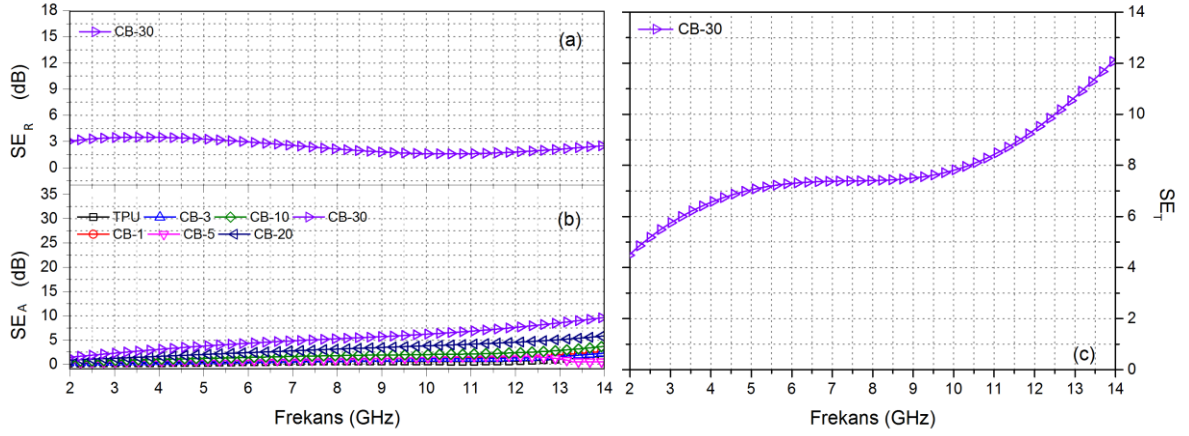 CB-30
(a)
SE_R (dB)
18
15
12
9
6
3
0
TPU CB-3 CB-10 CB-30
CB-1 CB-5 CB-20
(b)
SE_A (dB)
35
30
25
20
15
10
5
0
2 3 4 5 6 7 8 9 10 11 12 13 14
Frekans (GHz)
CB-30
(c)
14
12
10
8
6
4
2
0
SE_T
2 3 4 5 6 7 8 9 10 11 12 13 14
Frekans (GHz)